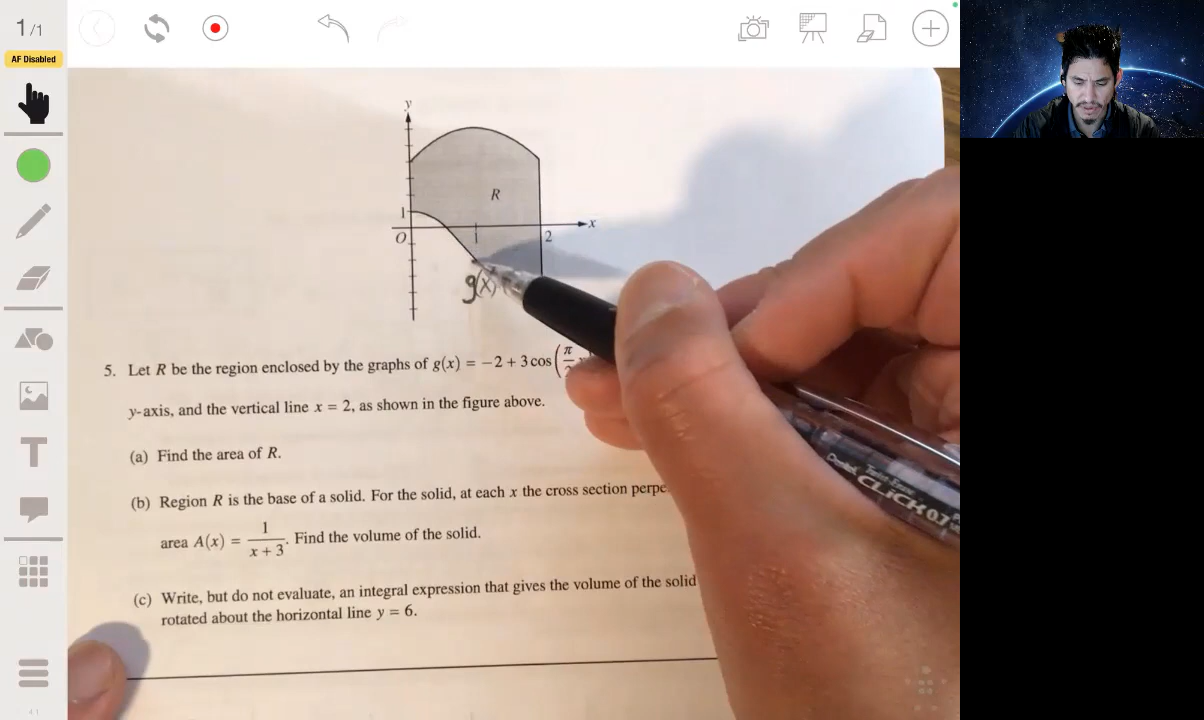 1/1
AF Disabled
y
R
1
x
O
1
2
g(x)
5. Let R be the region enclosed by the graphs of g(x) = −2 + 3 cos(π
y-axis, and the vertical line x = 2, as shown in the figure above.
(a) Find the area of R.
(b) Region R is the base of a solid. For the solid, at each x the cross section perpe
area A(x) = 1/(x + 3). Find the volume of the solid.
(c) Write, but do not evaluate, an integral expression that gives the volume of the solid
rotated about the horizontal line y = 6.
Pentel
CLiCK 0.7
T